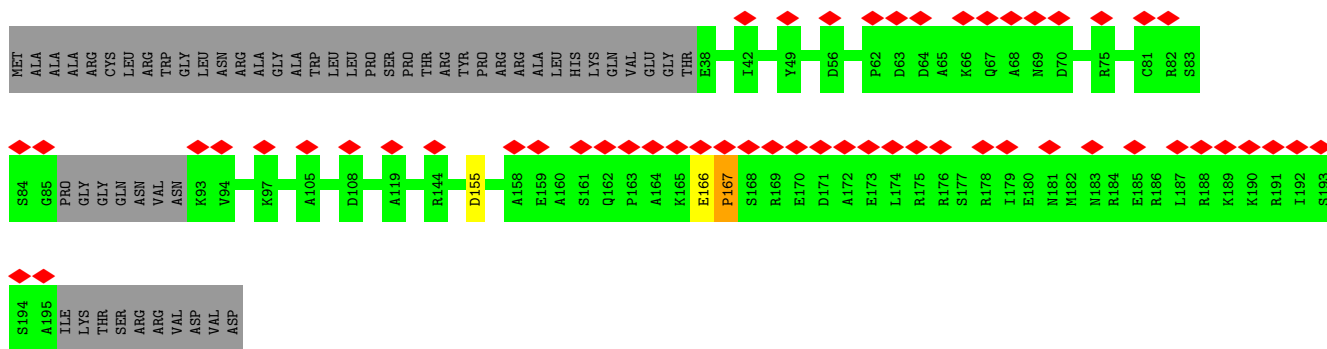 MET ALA ALA ALA ARG CYS LEU ARG TRP GLY LEU ASN ARG ALA GLY ALA TRP LEU LEU PRO SER PRO THR ARG TYR PRO ARG ARG ALA LEU HIS LYS GLN VAL GLU GLY THR E38 I42 Y49 D56 P62 D63 D64 A65 K66 Q67 A68 N69 D70 R75 C81 R82 S83
S84 G85 PRO GLY GLY GLN ASN VAL ASN K93 V94 K97 A105 D108 A119 R144 D155 A158 E159 A160 S161 Q162 P163 A164 K165 E166 P167 S168 R169 E170 D171 A172 E173 L174 R175 R176 S177 R178 I179 E180 N181 M182 N183 R184 E185 R186 L187 R188 K189 K190 R191 I192 S193
S194 A195 ILE LYS THR SER ARG ARG VAL ASP VAL ASP